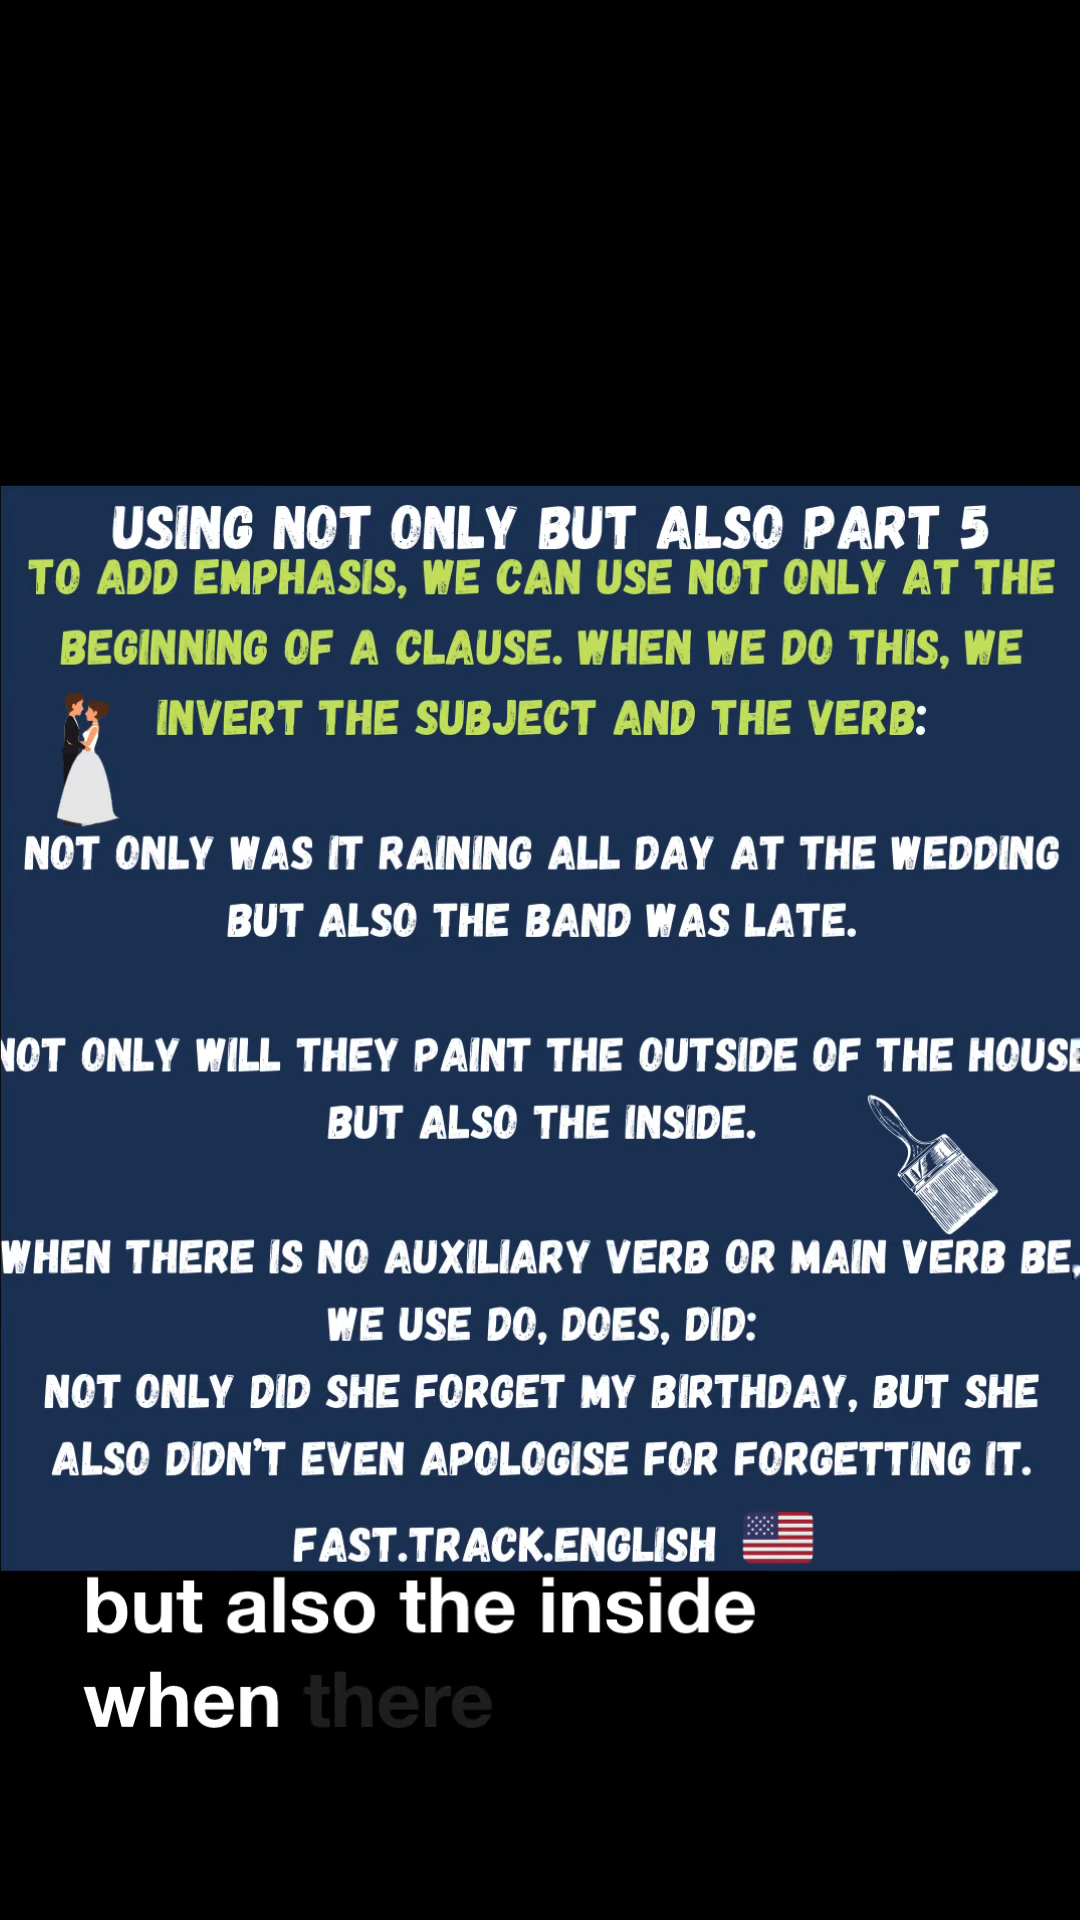 USING NOT ONLY BUT ALSO PART 5
TO ADD EMPHASIS, WE CAN USE NOT ONLY AT THE
BEGINNING OF A CLAUSE. WHEN WE DO THIS, WE
INVERT THE SUBJECT AND THE VERB:
NOT ONLY WAS IT RAINING ALL DAY AT THE WEDDING
BUT ALSO THE BAND WAS LATE.
NOT ONLY WILL THEY PAINT THE OUTSIDE OF THE HOUSE
BUT ALSO THE INSIDE.
WHEN THERE IS NO AUXILIARY VERB OR MAIN VERB BE,
WE USE DO, DOES, DID:
NOT ONLY DID SHE FORGET MY BIRTHDAY, BUT SHE
ALSO DIDN'T EVEN APOLOGISE FOR FORGETTING IT.
FAST.TRACK.ENGLISH
but also the inside
when there